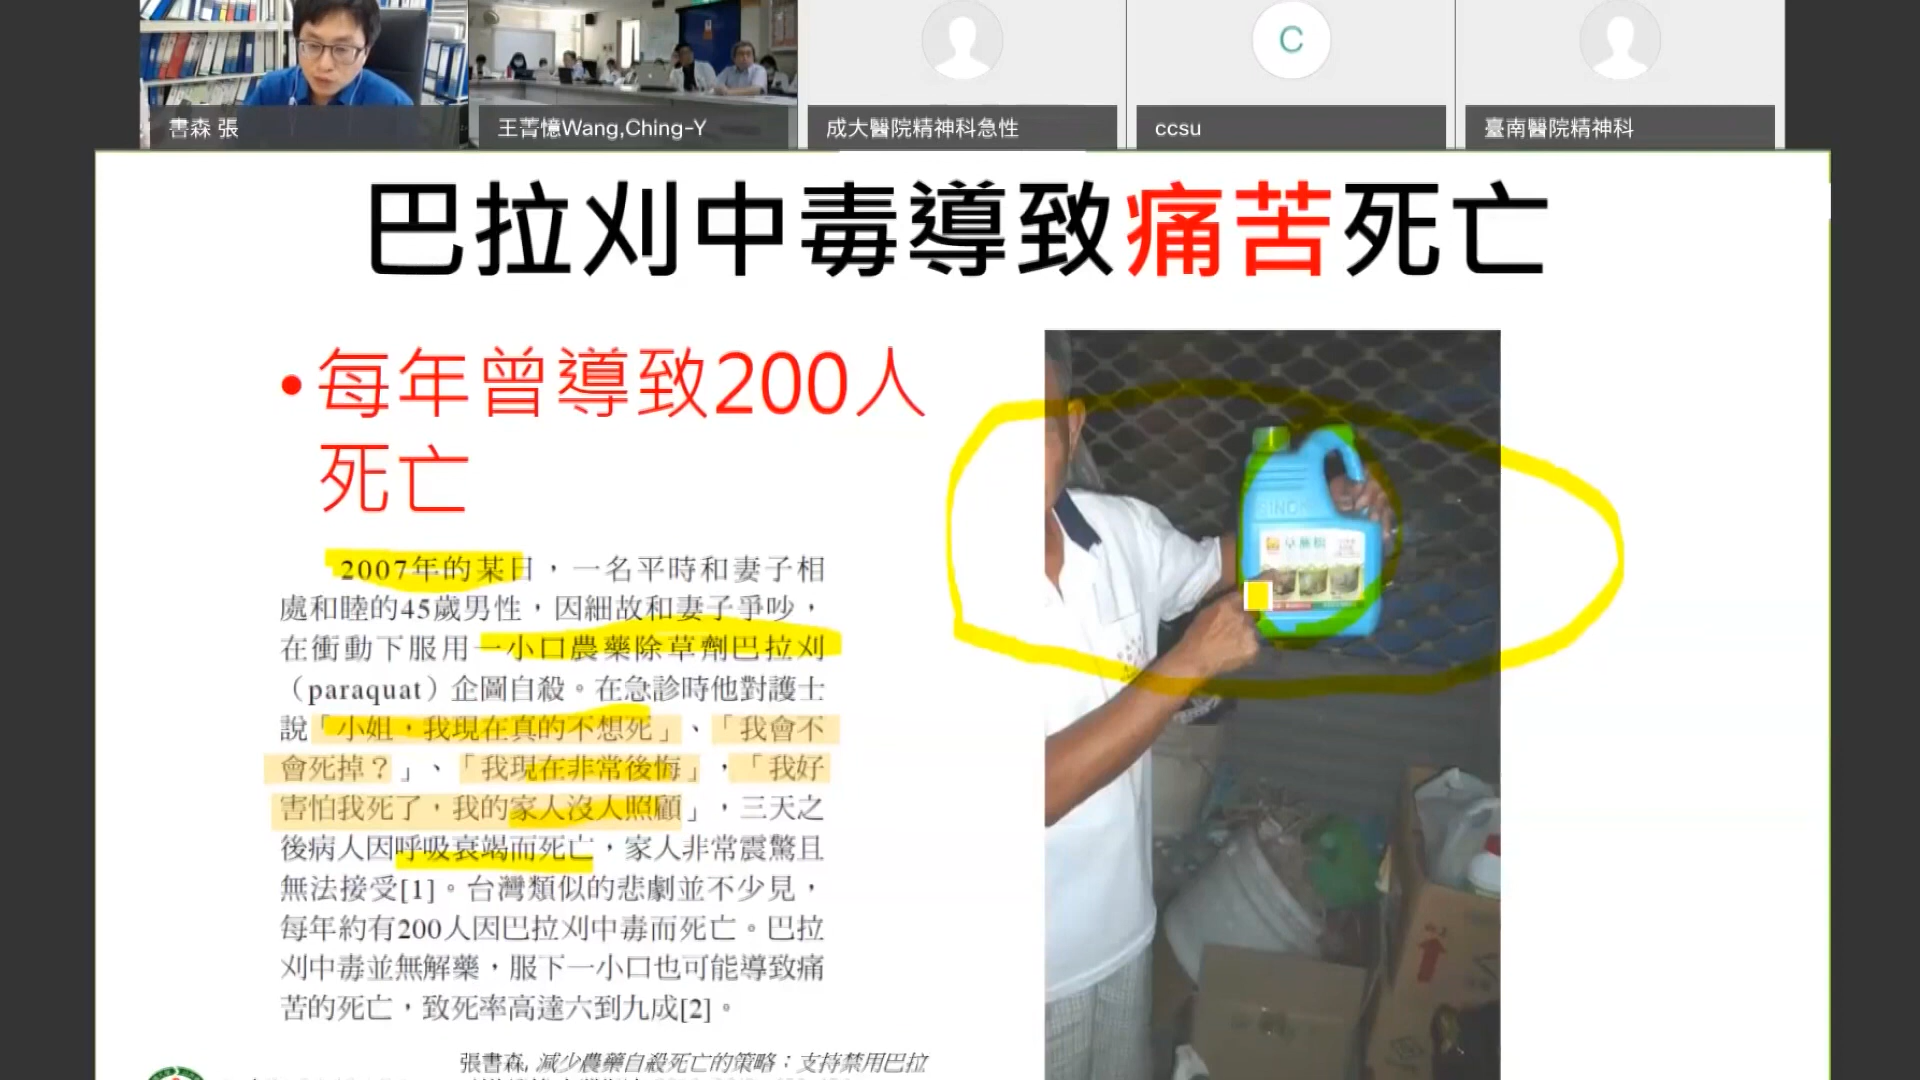 書森 張
王菁憶Wang,Ching-Y
成大醫院精神科急性
C
ccsu
臺南醫院精神科
巴拉刈中毒導致痛苦死亡
•每年曾導致200人
死亡
2007年的某日，一名平時和妻子相
處和睦的45歲男性，因細故和妻子爭吵，
在衝動下服用一小口農藥除草劑巴拉刈
（paraquat）企圖自殺。在急診時他對護士
說「小姐，我現在真的不想死」、「我會不
會死掉？」、「我現在非常後悔」，「我好
害怕我死了，我的家人沒人照顧」，三天之
後病人因呼吸衰竭而死亡，家人非常震驚且
無法接受[1]。台灣類似的悲劇並不少見，
每年約有200人因巴拉刈中毒而死亡。巴拉
刈中毒並無解藥，服下一小口也可能導致痛
苦的死亡，致死率高達六到九成[2]。
張書森, 減少農藥自殺死亡的策略：支持禁用巴拉